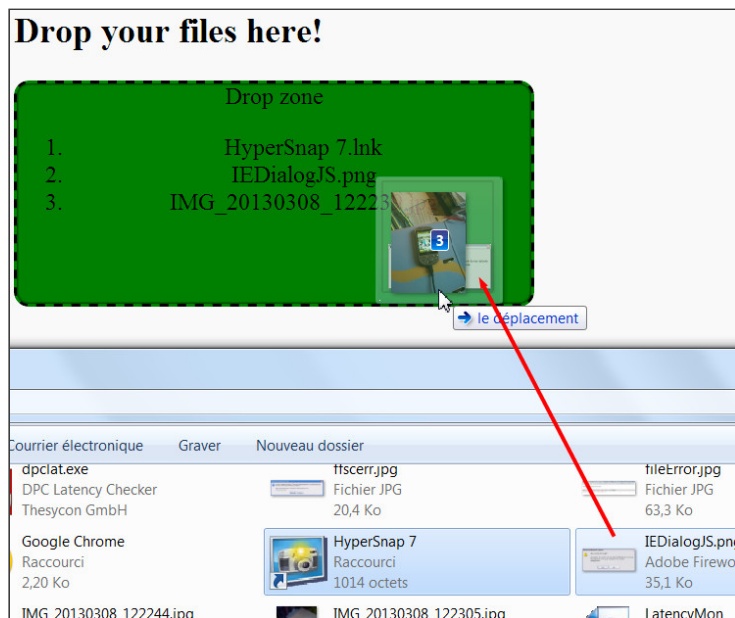 Drop your files here!
Drop zone
1. HyperSnap 7.lnk
2. IEDialogJS.png
3. IMG_20130308_12223
3
le déplacement
Courrier électronique Graver Nouveau dossier
dpclat.exe
DPC Latency Checker
Thesycon GmbH
ffscerr.jpg
Fichier JPG
20,4 Ko
fileError.jpg
Fichier JPG
63,3 Ko
Google Chrome
Raccourci
2,20 Ko
HyperSnap 7
Raccourci
1014 octets
IEDialogJS.png
Adobe Firewo
35,1 Ko
IMG_20130308_122244.jpg
IMG_20130308_122305.jpg
LatencyMon